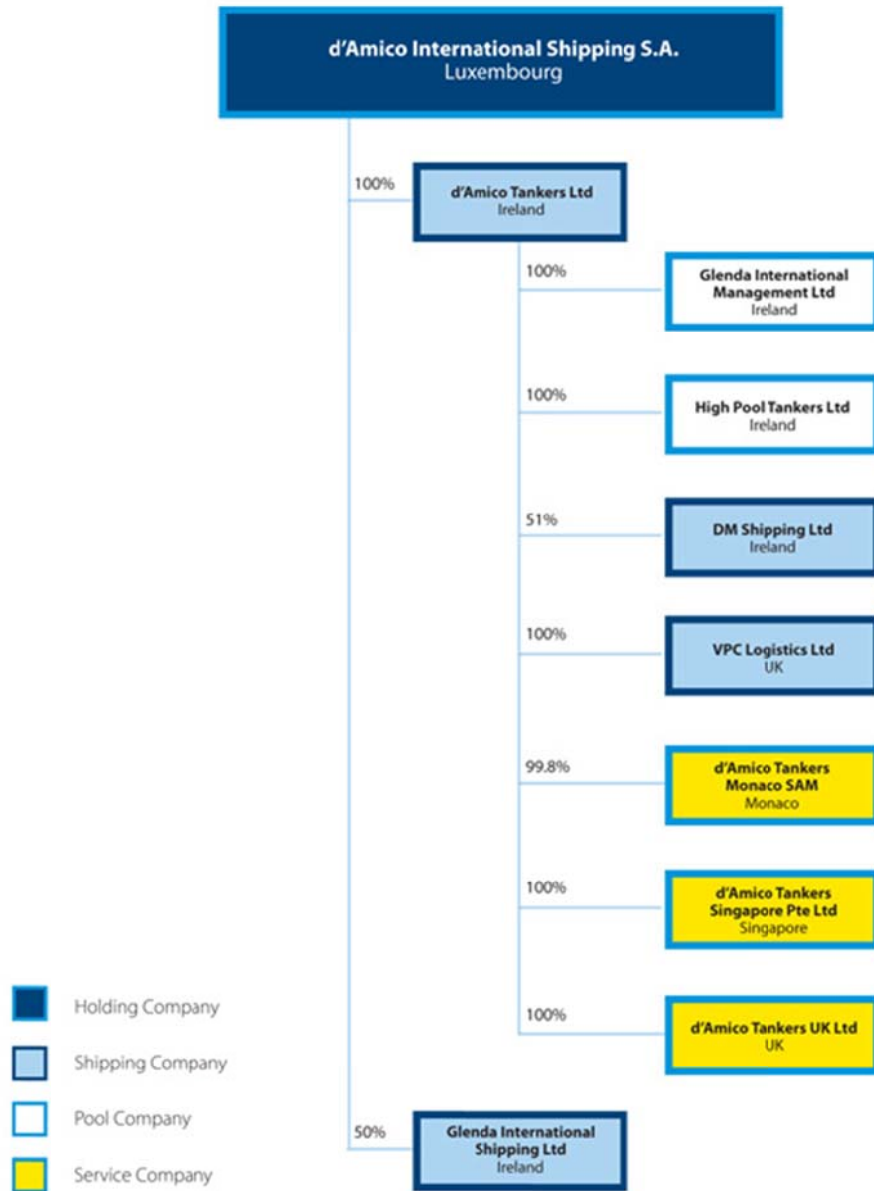 d'Amico International Shipping S.A.
Luxembourg
100%
d'Amico Tankers Ltd
Ireland
100%
Glenda International
Management Ltd
Ireland
100%
High Pool Tankers Ltd
Ireland
51%
DM Shipping Ltd
Ireland
100%
VPC Logistics Ltd
UK
99.8%
d'Amico Tankers
Monaco SAM
Monaco
100%
d'Amico Tankers
Singapore Pte Ltd
Singapore
100%
d'Amico Tankers UK Ltd
UK
50%
Glenda International
Shipping Ltd
Ireland
Holding Company
Shipping Company
Pool Company
Service Company